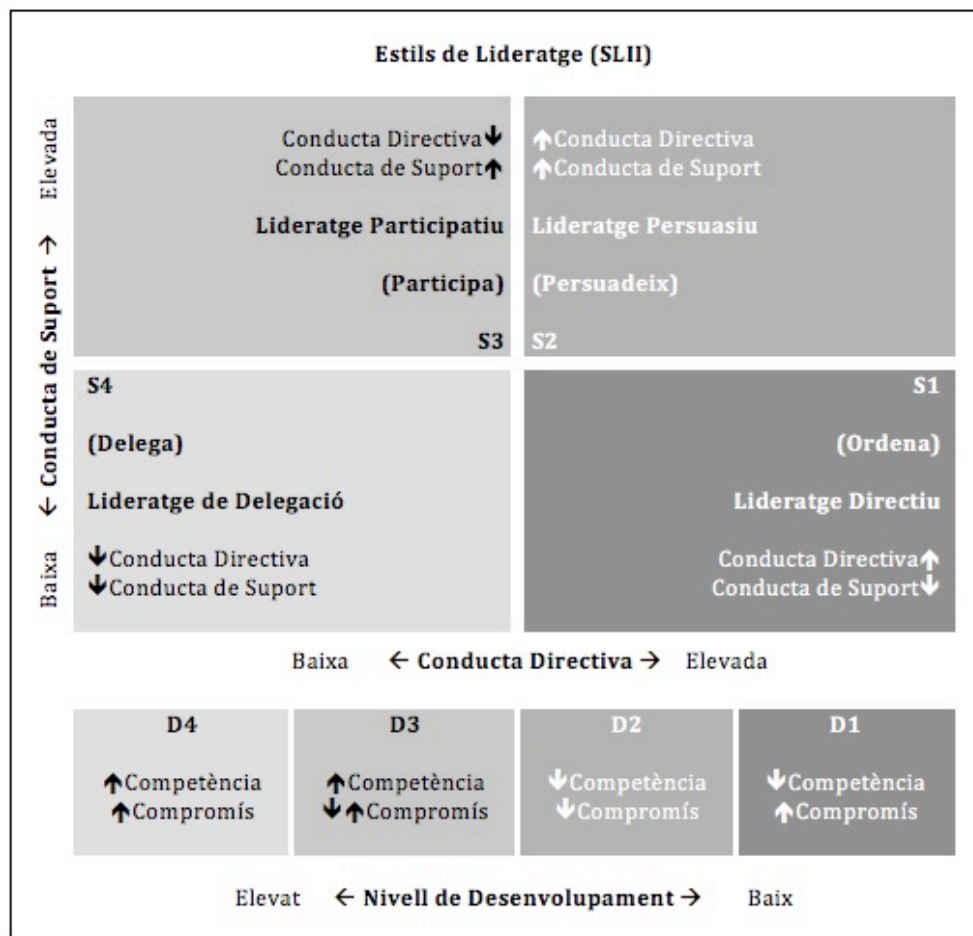 Estils de Lideratge (SLII)
Elevada
← Conducta de Suport →
Baixa
Conducta Directiva🡻
Conducta de Suport🡹
Lideratge Participatiu
(Participa)
S3
🡹Conducta Directiva
🡹Conducta de Suport
Lideratge Persuasiu
(Persuadeix)
S2
S4
(Delega)
Lideratge de Delegació
🡻Conducta Directiva
🡻Conducta de Suport
S1
(Ordena)
Lideratge Directiu
Conducta Directiva🡹
Conducta de Suport🡻
Baixa ← Conducta Directiva → Elevada
D4
🡹Competència
🡹Compromís
D3
🡹Competència
🡻🡹Compromís
D2
🡻Competència
🡻Compromís
D1
🡻Competència
🡹Compromís
Elevat ← Nivell de Desenvolupament → Baix